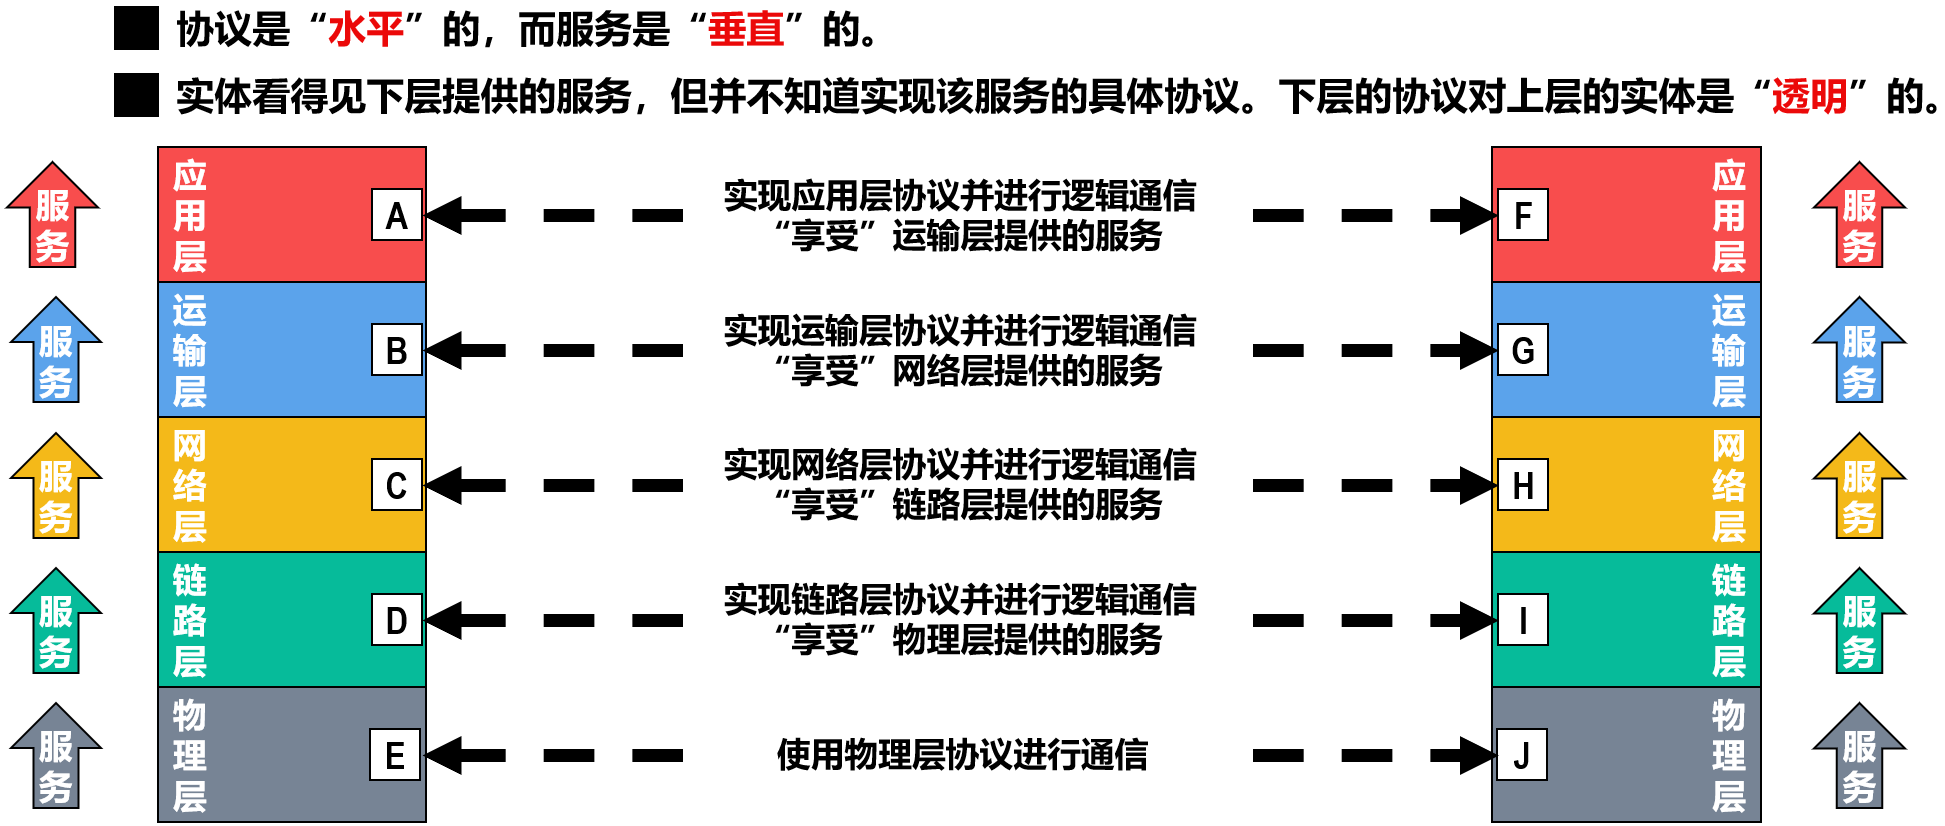 协议是“水平”的，而服务是“垂直”的。
实体看得见下层提供的服务，但并不知道实现该服务的具体协议。下层的协议对上层的实体是“透明”的。
服务
应用层
A
实现应用层协议并进行逻辑通信
“享受”运输层提供的服务
F
应用层
服务
服务
运输层
B
实现运输层协议并进行逻辑通信
“享受”网络层提供的服务
G
运输层
服务
服务
网络层
C
实现网络层协议并进行逻辑通信
“享受”链路层提供的服务
H
网络层
服务
服务
链路层
D
实现链路层协议并进行逻辑通信
“享受”物理层提供的服务
I
链路层
服务
服务
物理层
E
使用物理层协议进行通信
J
物理层
服务